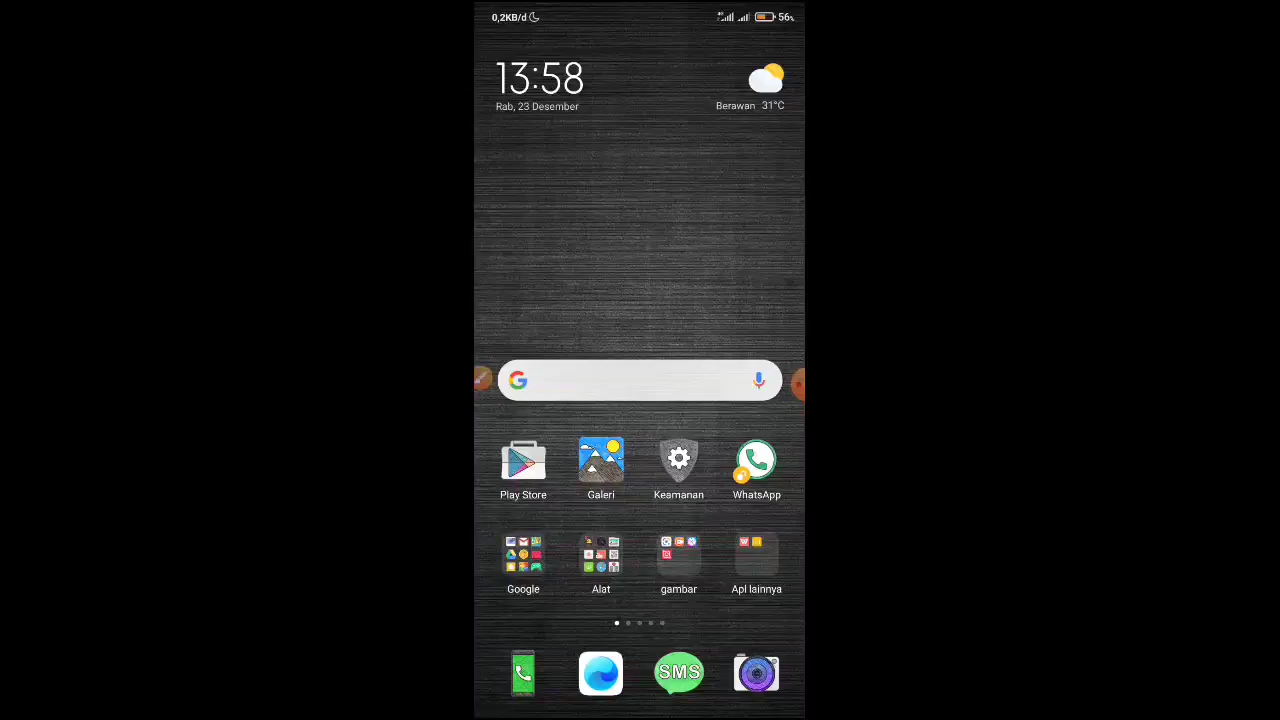 0,2KB/d 56%
13:58
Rab, 23 Desember
Berawan 31°C
Play Store Galeri Keamanan WhatsApp
Google Alat gambar Apl lainnya
SMS